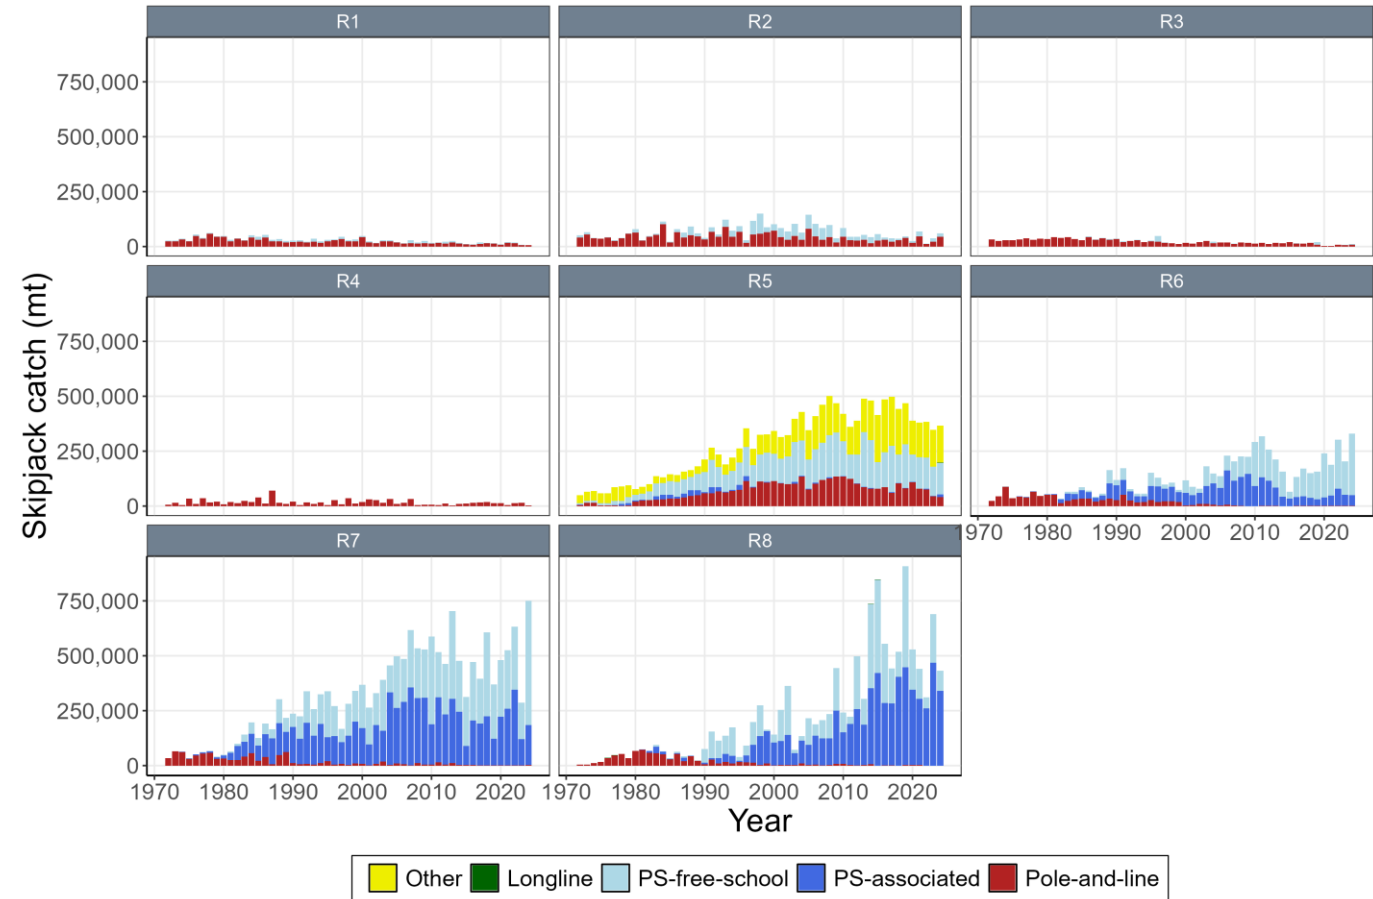 R1 R2 R3
750,000
500,000
250,000
0
R4 R5 R6
750,000
500,000
250,000
0
1970 1980 1990 2000 2010 2020
R7 R8
750,000
500,000
250,000
0
1970 1980 1990 2000 2010 2020 1970 1980 1990 2000 2010 2020
Skipjack catch (mt)
Year
Other Longline PS-free-school PS-associated Pole-and-line